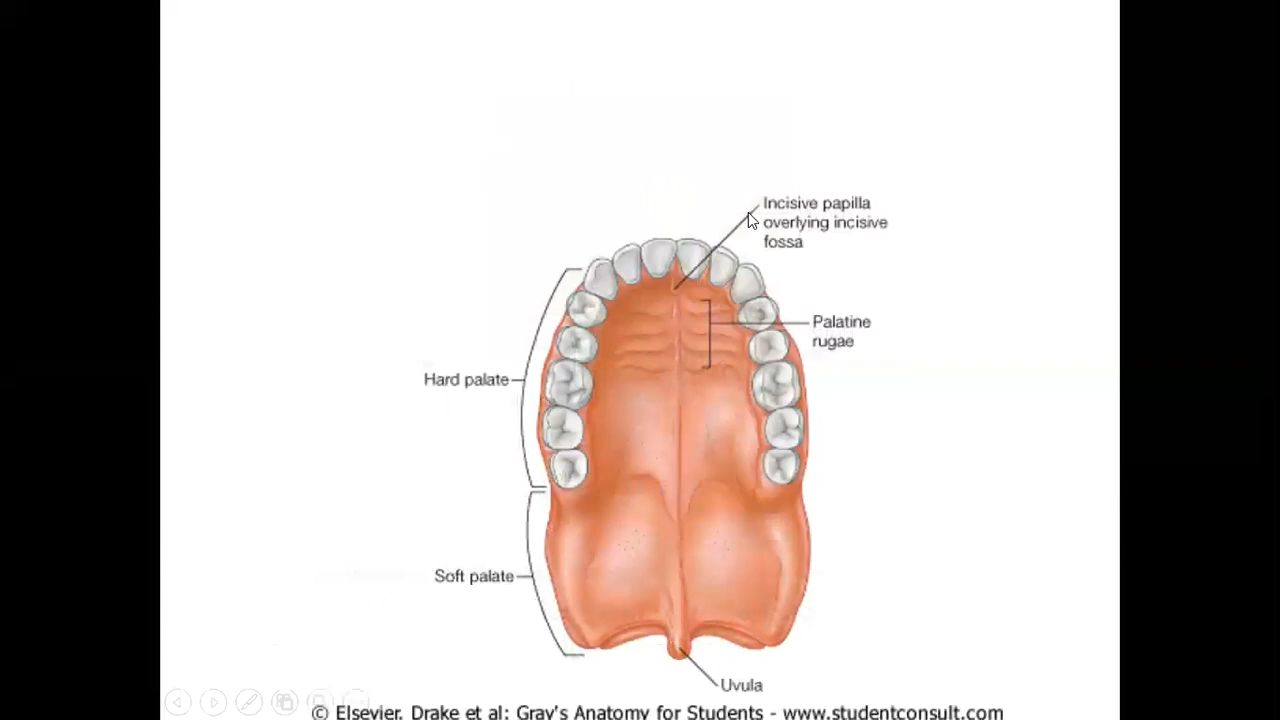 Incisive papilla
overlying incisive
fossa
Palatine
rugae
Hard palate
Soft palate
Uvula
© Elsevier. Drake et al: Gray's Anatomy for Students - www.studentconsult.com